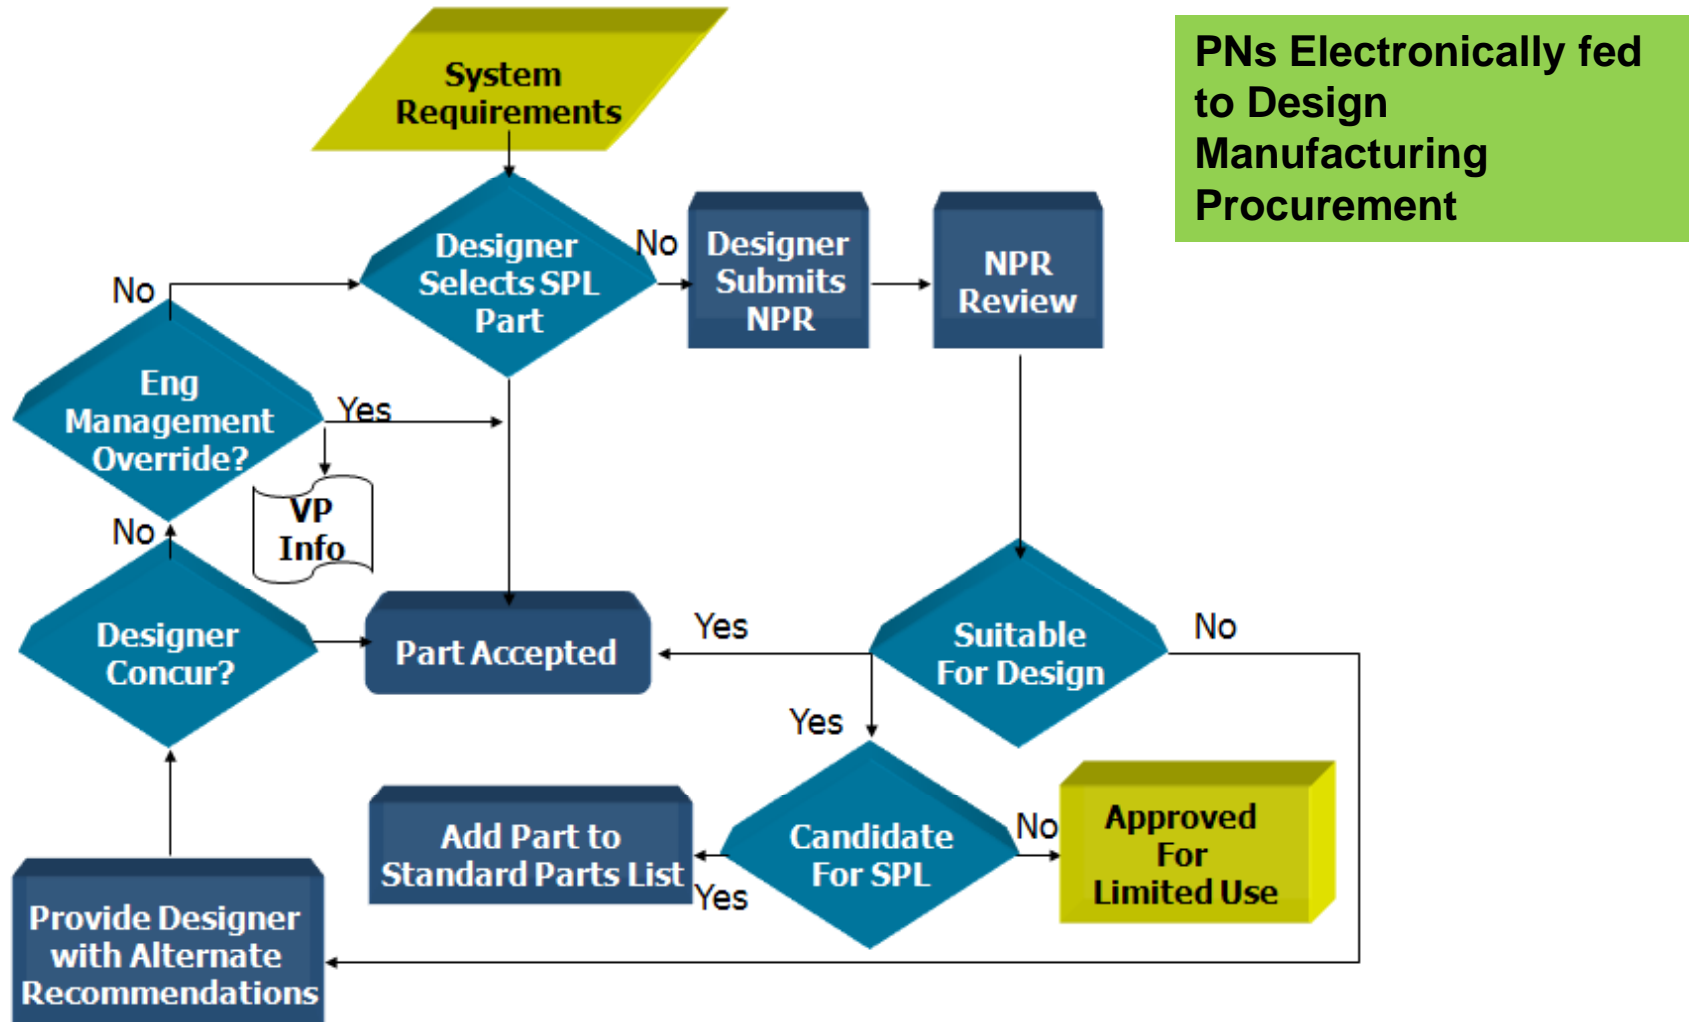 System
Requirements
PNs Electronically fed
to Design
Manufacturing
Procurement
Designer
Selects SPL
Part
No
Designer
Submits
NPR
NPR
Review
No
Eng
Management
Override?
Yes
VP
Info
No
Designer
Concur?
Part Accepted
Yes
Suitable
For Design
No
Yes
Add Part to
Standard Parts List
Yes
Candidate
For SPL
No
Approved
For
Limited Use
Provide Designer
with Alternate
Recommendations